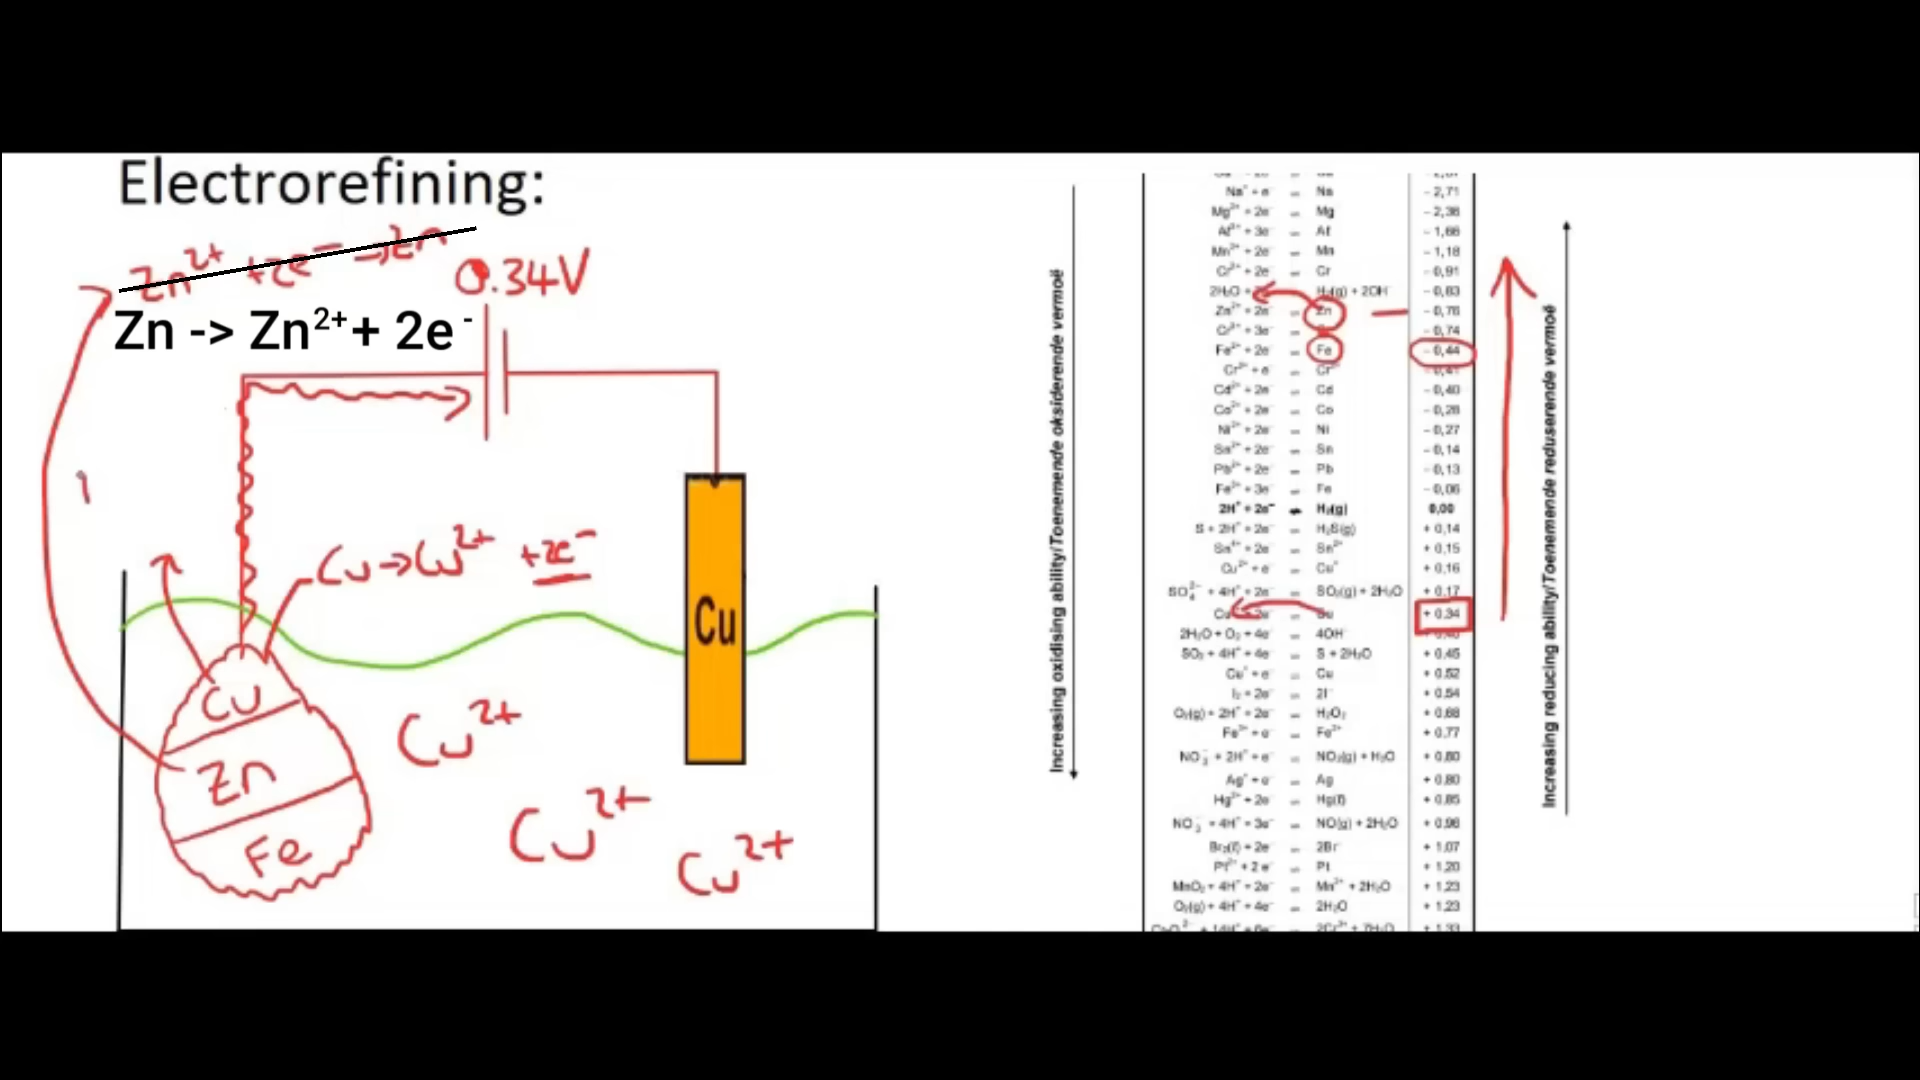 Electrorefining:
Zn²⁺ +2e⁻ → Zn
0.34V
Zn -> Zn²⁺ + 2e⁻
Cu → Cu²⁺ + 2e⁻
Cu
Cu
Zn
Fe
Cu²⁺
Cu²⁺
Cu²⁺
Increasing oxidising ability/Toenemende oksiderende vermoë
Na⁺ + e⁻ ⇌ Na − 2,71
Mg²⁺ + 2e⁻ ⇌ Mg − 2,36
Aℓ³⁺ + 3e⁻ ⇌ Aℓ − 1,66
Mn²⁺ + 2e⁻ ⇌ Mn − 1,18
Cr²⁺ + 2e⁻ ⇌ Cr − 0,91
2H₂O + ⇌ H₂(g) + 2OH⁻ − 0,83
Zn²⁺ + 2e⁻ ⇌ Zn − 0,76
Cr³⁺ + 3e⁻ ⇌ − 0,74
Fe²⁺ + 2e⁻ ⇌ Fe − 0,44
Cr³⁺ + e⁻ ⇌ Cr²⁺ − 0,41
Cd²⁺ + 2e⁻ ⇌ Cd − 0,40
Co²⁺ + 2e⁻ ⇌ Co − 0,28
Ni²⁺ + 2e⁻ ⇌ Ni − 0,27
Sn²⁺ + 2e⁻ ⇌ Sn − 0,14
Pb²⁺ + 2e⁻ ⇌ Pb − 0,13
Fe³⁺ + 3e⁻ ⇌ Fe − 0,06
2H⁺ + 2e⁻ ⇌ H₂(g) 0,00
S + 2H⁺ + 2e⁻ ⇌ H₂S(g) + 0,14
Sn⁴⁺ + 2e⁻ ⇌ Sn²⁺ + 0,15
Cu²⁺ + e⁻ ⇌ Cu⁺ + 0,16
SO₄²⁻ + 4H⁺ + 2e⁻ ⇌ SO₂(g) + 2H₂O + 0,17
Cu²⁺ + 2e⁻ ⇌ Cu + 0,34
2H₂O + O₂ + 4e⁻ ⇌ 4OH⁻ + 0,40
SO₂ + 4H⁺ + 4e⁻ ⇌ S + 2H₂O + 0,45
Cu⁺ + e⁻ ⇌ Cu + 0,52
I₂ + 2e⁻ ⇌ 2I⁻ + 0,54
O₂(g) + 2H⁺ + 2e⁻ ⇌ H₂O₂ + 0,68
Fe³⁺ + e⁻ ⇌ Fe²⁺ + 0,77
NO₃⁻ + 2H⁺ + e⁻ ⇌ NO₂(g) + H₂O + 0,80
Ag⁺ + e⁻ ⇌ Ag + 0,80
Hg²⁺ + 2e⁻ ⇌ Hg(ℓ) + 0,85
NO₃⁻ + 4H⁺ + 3e⁻ ⇌ NO(g) + 2H₂O + 0,96
Br₂(ℓ) + 2e⁻ ⇌ 2Br⁻ + 1,07
Pt²⁺ + 2 e⁻ ⇌ Pt + 1,20
MnO₂ + 4H⁺ + 2e⁻ ⇌ Mn²⁺ + 2H₂O + 1,23
O₂(g) + 4H⁺ + 4e⁻ ⇌ 2H₂O + 1,23
Increasing reducing ability/Toenemende reduserende vermoë